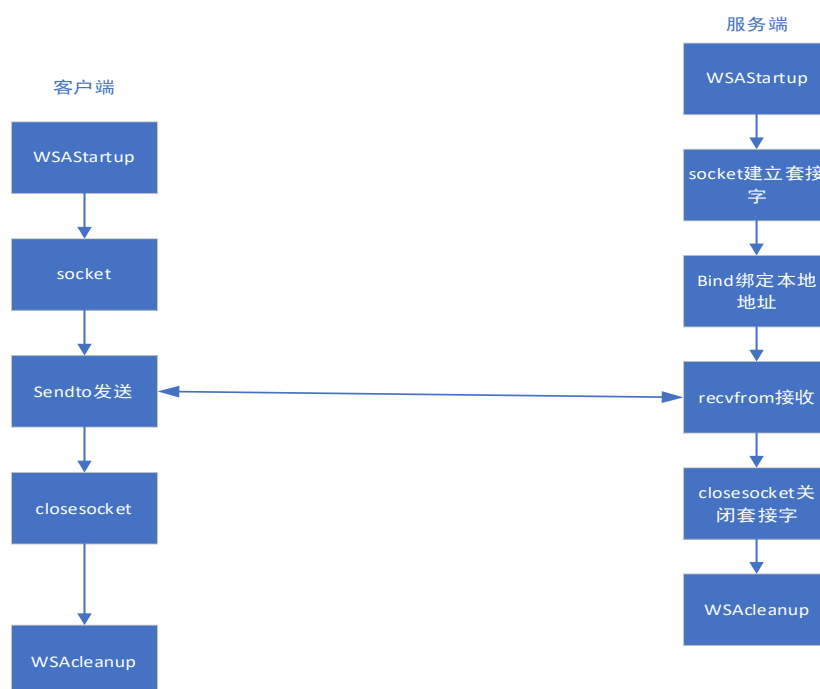 客户端
WSAStartup
socket
Sendto发送
closesocket
WSAcleanup
服务端
WSAStartup
socket建立套接
字
Bind绑定本地
地址
recvfrom接收
closesocket关
闭套接字
WSAcleanup